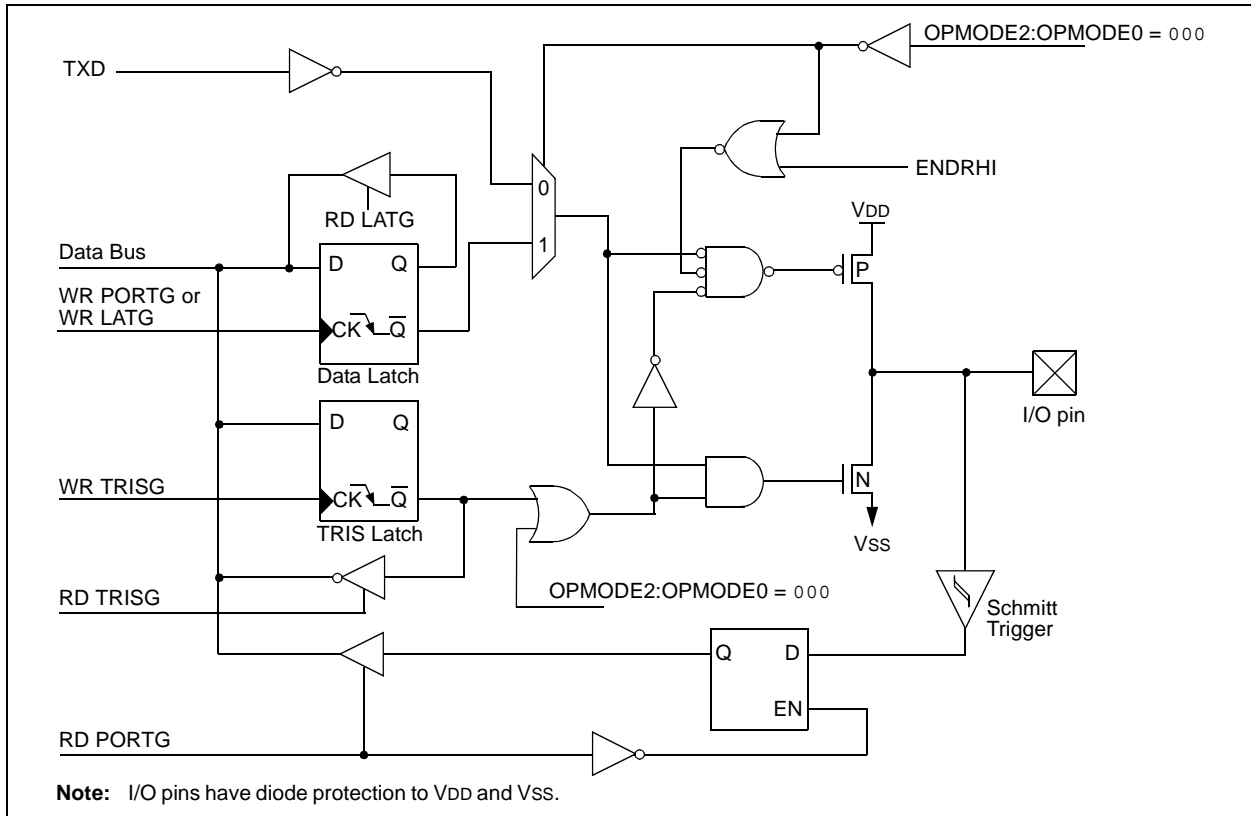 OPMODE2:OPMODE0 = 000
TXD
ENDRHI
0
1
RD LATG
VDD
Data Bus
D Q
P
WR PORTG or
WR LATG
CK Q̅
Data Latch
I/O pin
D Q
N
WR TRISG
CK Q̅
TRIS Latch
VSS
OPMODE2:OPMODE0 = 000
RD TRISG
Schmitt
Trigger
Q D
EN
RD PORTG
Note: I/O pins have diode protection to VDD and VSS.